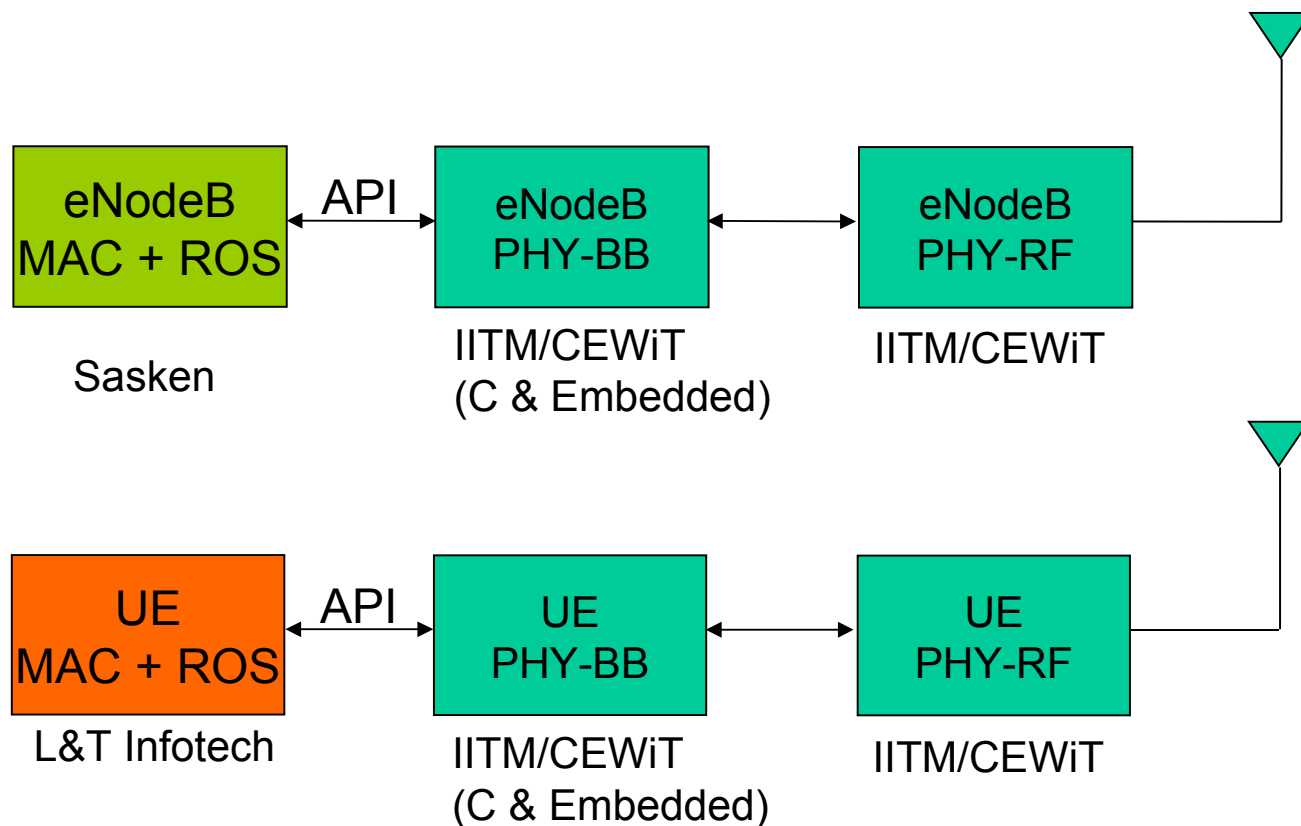 eNodeB
MAC + ROS
API
eNodeB
PHY-BB
eNodeB
PHY-RF
Sasken
IITM/CEWiT
(C & Embedded)
IITM/CEWiT
UE
MAC + ROS
API
UE
PHY-BB
UE
PHY-RF
L&T Infotech
IITM/CEWiT
(C & Embedded)
IITM/CEWiT